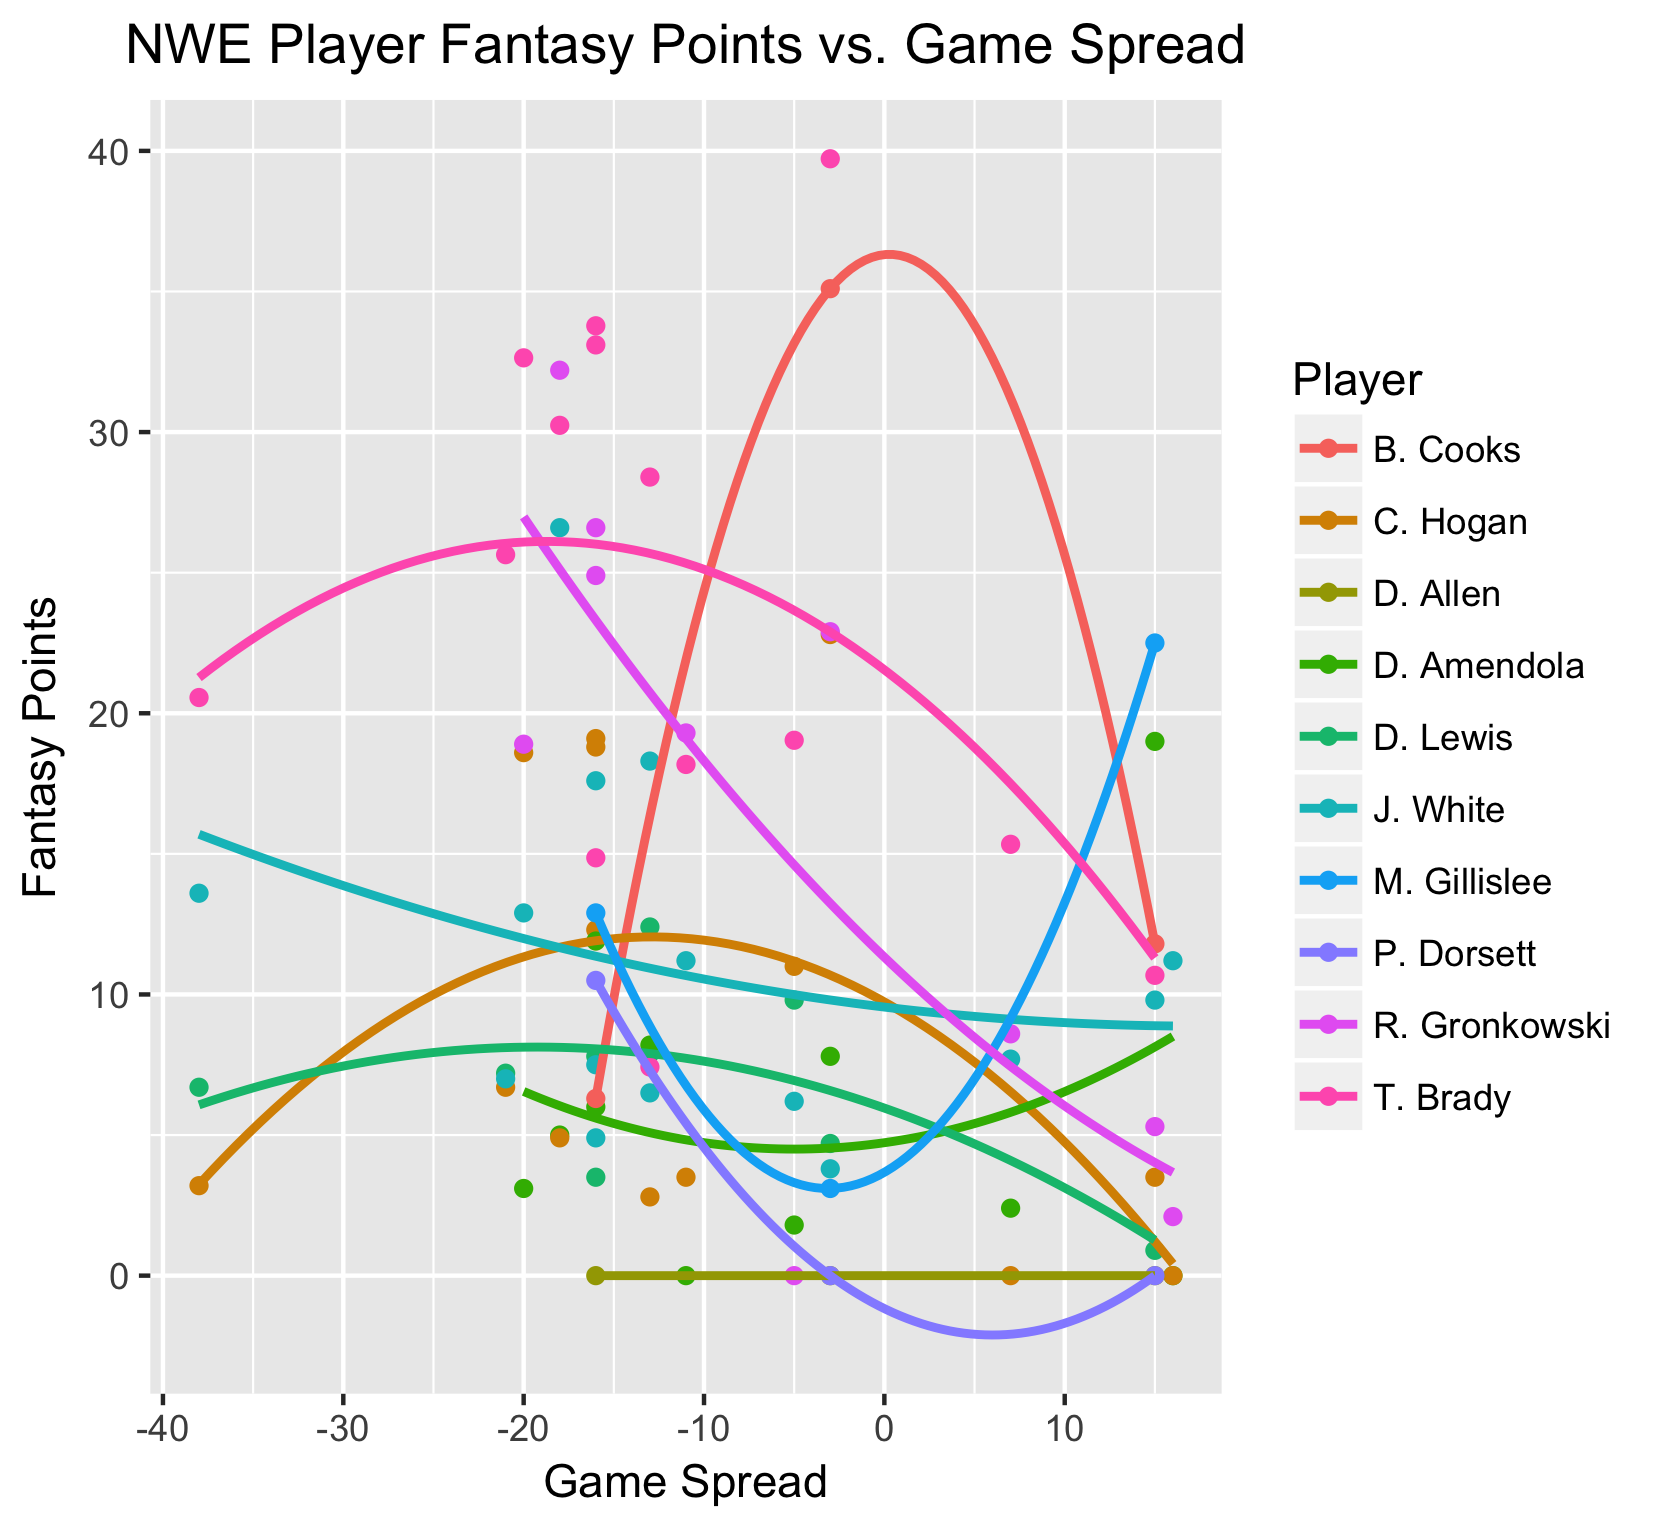 NWE Player Fantasy Points vs. Game Spread
40
30
20
10
0
Fantasy Points
-40 -30 -20 -10 0 10
Game Spread
Player
B. Cooks
C. Hogan
D. Allen
D. Amendola
D. Lewis
J. White
M. Gillislee
P. Dorsett
R. Gronkowski
T. Brady